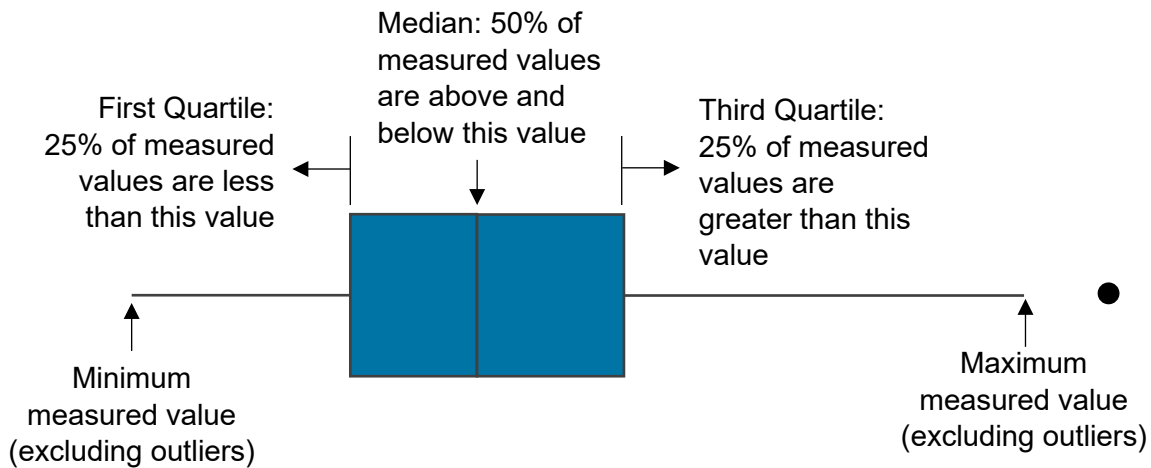 Median: 50% of
measured values
are above and
below this value
First Quartile:
25% of measured
values are less
than this value
Third Quartile:
25% of measured
values are
greater than this
value
Minimum
measured value
(excluding outliers)
Maximum
measured value
(excluding outliers)